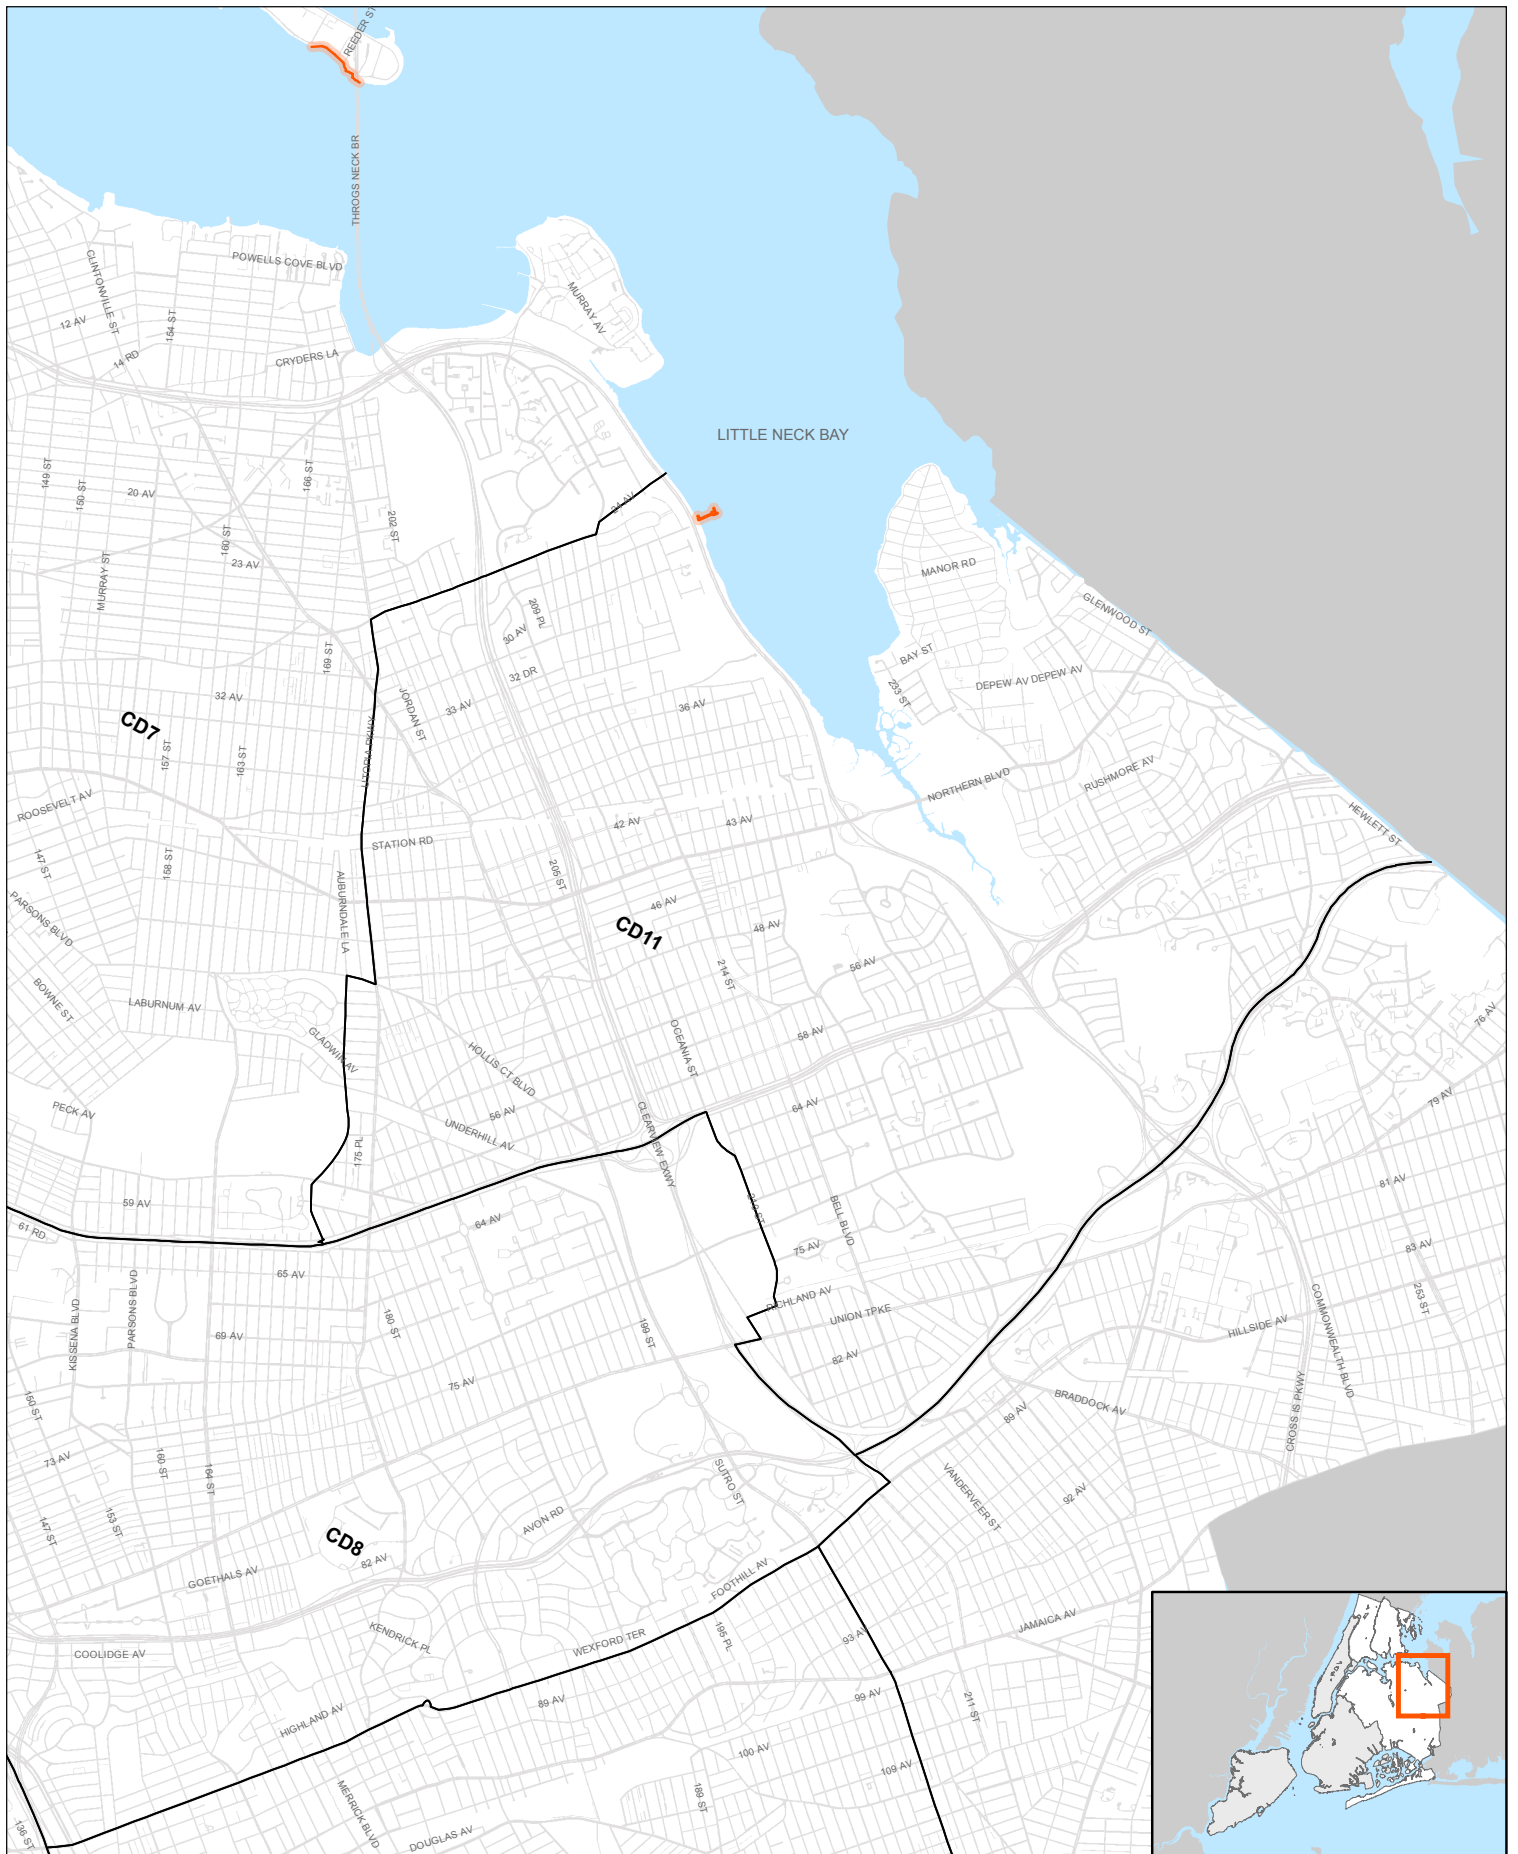 REEDER ST
THROGS NECK BR
POWELLS COVE BLVD
CLINTONVILLE ST
MURRAY AV
12 AV
154 ST
14 RD
CRYDERS LA
LITTLE NECK BAY
149 ST
150 ST
20 AV
166 ST
24 AV
202 ST
160 ST
23 AV
MURRAY ST
MANOR RD
GLENWOOD ST
209 PL
30 AV
169 ST
BAY ST
32 DR
DEPEW AV
DEPEW AV
233 ST
32 AV
JORDAN ST
33 AV
36 AV
CD7
157 ST
163 ST
UTOPIA PKWY
NORTHERN BLVD
RUSHMORE AV
ROOSEVELT AV
HEWLETT ST
42 AV
43 AV
STATION RD
147 ST
158 ST
205 ST
AUBURNDALE LA
46 AV
PARSONS BLVD
CD11
48 AV
56 AV
214 ST
BOWNE ST
LABURNUM AV
76 AV
GLADWIN AV
HOLLIS CT BLVD
OCEANIA ST
58 AV
PECK AV
56 AV
UNDERHILL AV
CLEARVIEW EXWY
64 AV
79 AV
175 PL
59 AV
81 AV
61 RD
64 AV
210 ST
BELL BLVD
75 AV
83 AV
65 AV
KISSENA BLVD
PARSONS BLVD
RICHLAND AV
UNION TPKE
COMMONWEALTH BLVD
253 ST
180 ST
199 ST
69 AV
HILLSIDE AV
82 AV
75 AV
150 ST
BRADDOCK AV
89 AV
CROSS IS PKWY
73 AV
160 ST
164 ST
SUTRO ST
VANDERVEER ST
92 AV
153 ST
147 ST
AVON RD
CD8
82 AV
GOETHALS AV
FOOTHILL AV
KENDRICK PL
WEXFORD TER
195 PL
93 AV
JAMAICA AV
COOLIDGE AV
HIGHLAND AV
89 AV
99 AV
211 ST
100 AV
109 AV
MERRICK BLVD
189 ST
136 ST
DOUGLAS AV